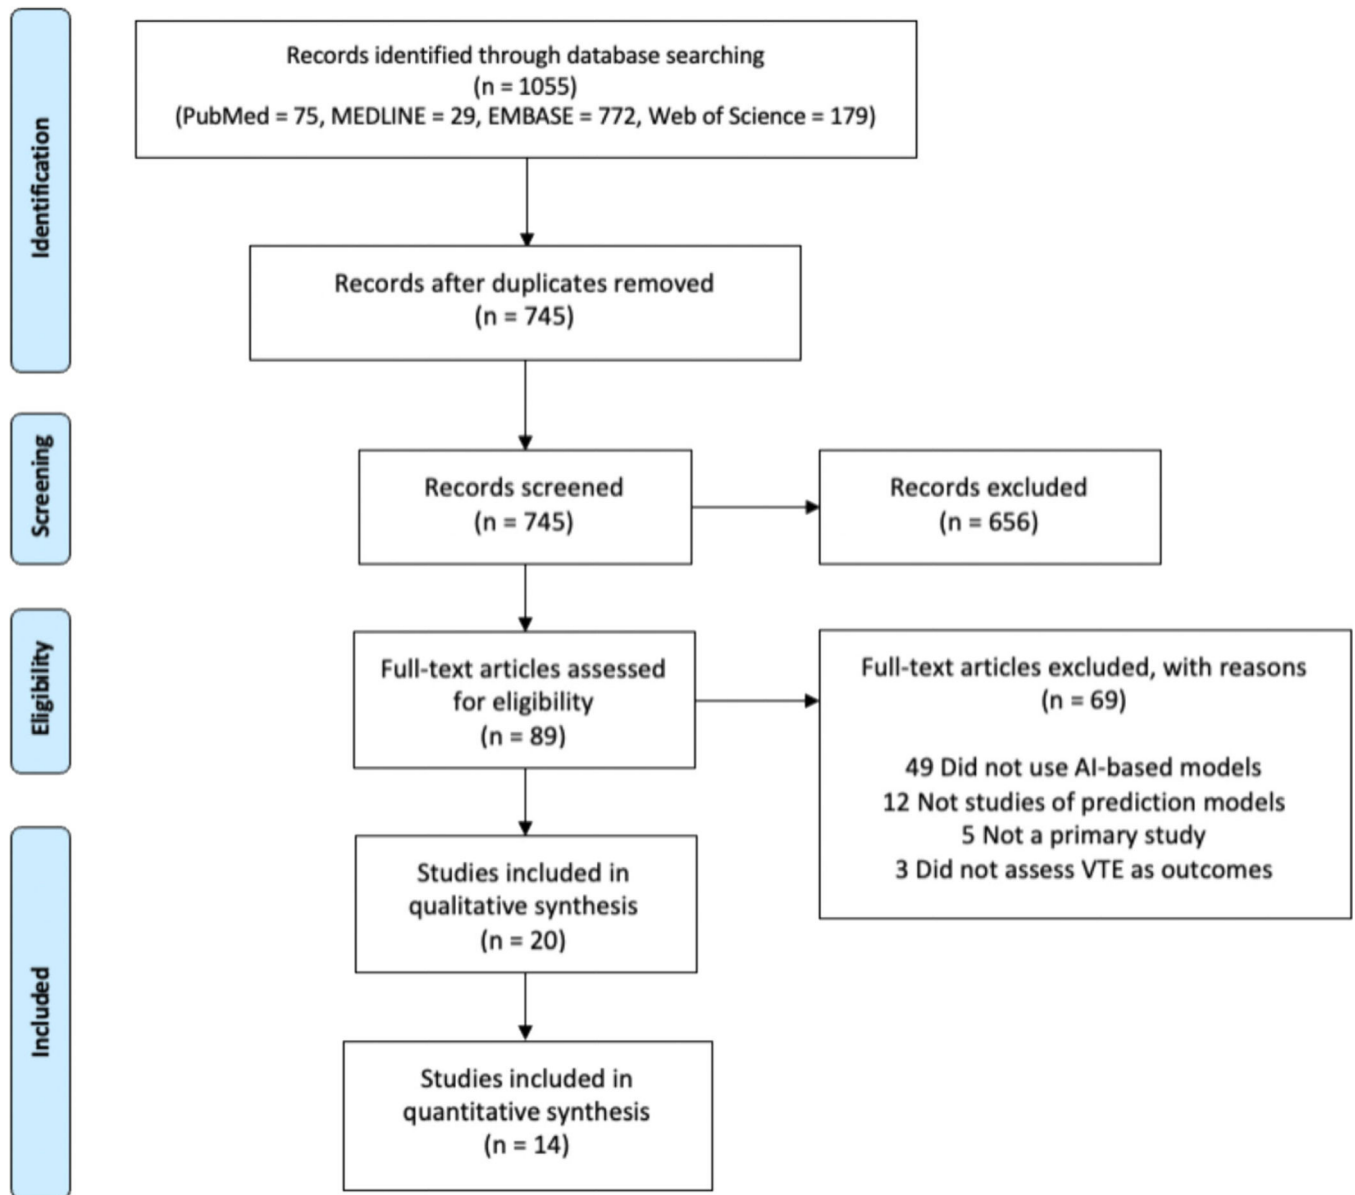 Identification
Records identified through database searching
(n = 1055)
(PubMed = 75, MEDLINE = 29, EMBASE = 772, Web of Science = 179)
Records after duplicates removed
(n = 745)
Screening
Records screened
(n = 745)
Records excluded
(n = 656)
Eligibility
Full-text articles assessed
for eligibility
(n = 89)
Full-text articles excluded, with reasons
(n = 69)
49 Did not use AI-based models
12 Not studies of prediction models
5 Not a primary study
3 Did not assess VTE as outcomes
Included
Studies included in
qualitative synthesis
(n = 20)
Studies included in
quantitative synthesis
(n = 14)